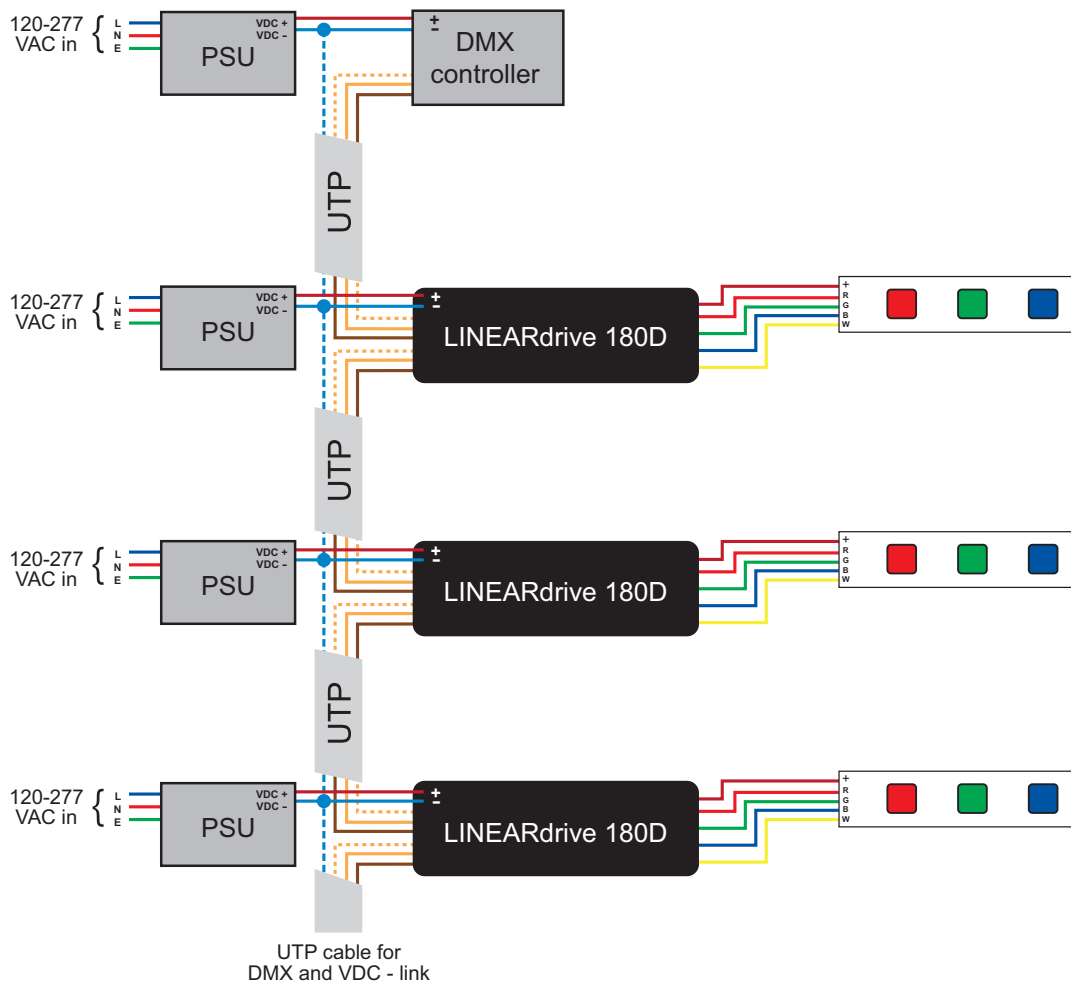 120-277
VAC in
{
L
N
E
VDC +
VDC –
PSU
+
–
DMX
controller
UTP
120-277
VAC in
{
L
N
E
VDC +
VDC –
PSU
+
–
LINEARdrive 180D
+
R
G
B
W
UTP
120-277
VAC in
{
L
N
E
VDC +
VDC –
PSU
+
–
LINEARdrive 180D
+
R
G
B
W
UTP
120-277
VAC in
{
L
N
E
VDC +
VDC –
PSU
+
–
LINEARdrive 180D
+
R
G
B
W
UTP cable for
DMX and VDC - link